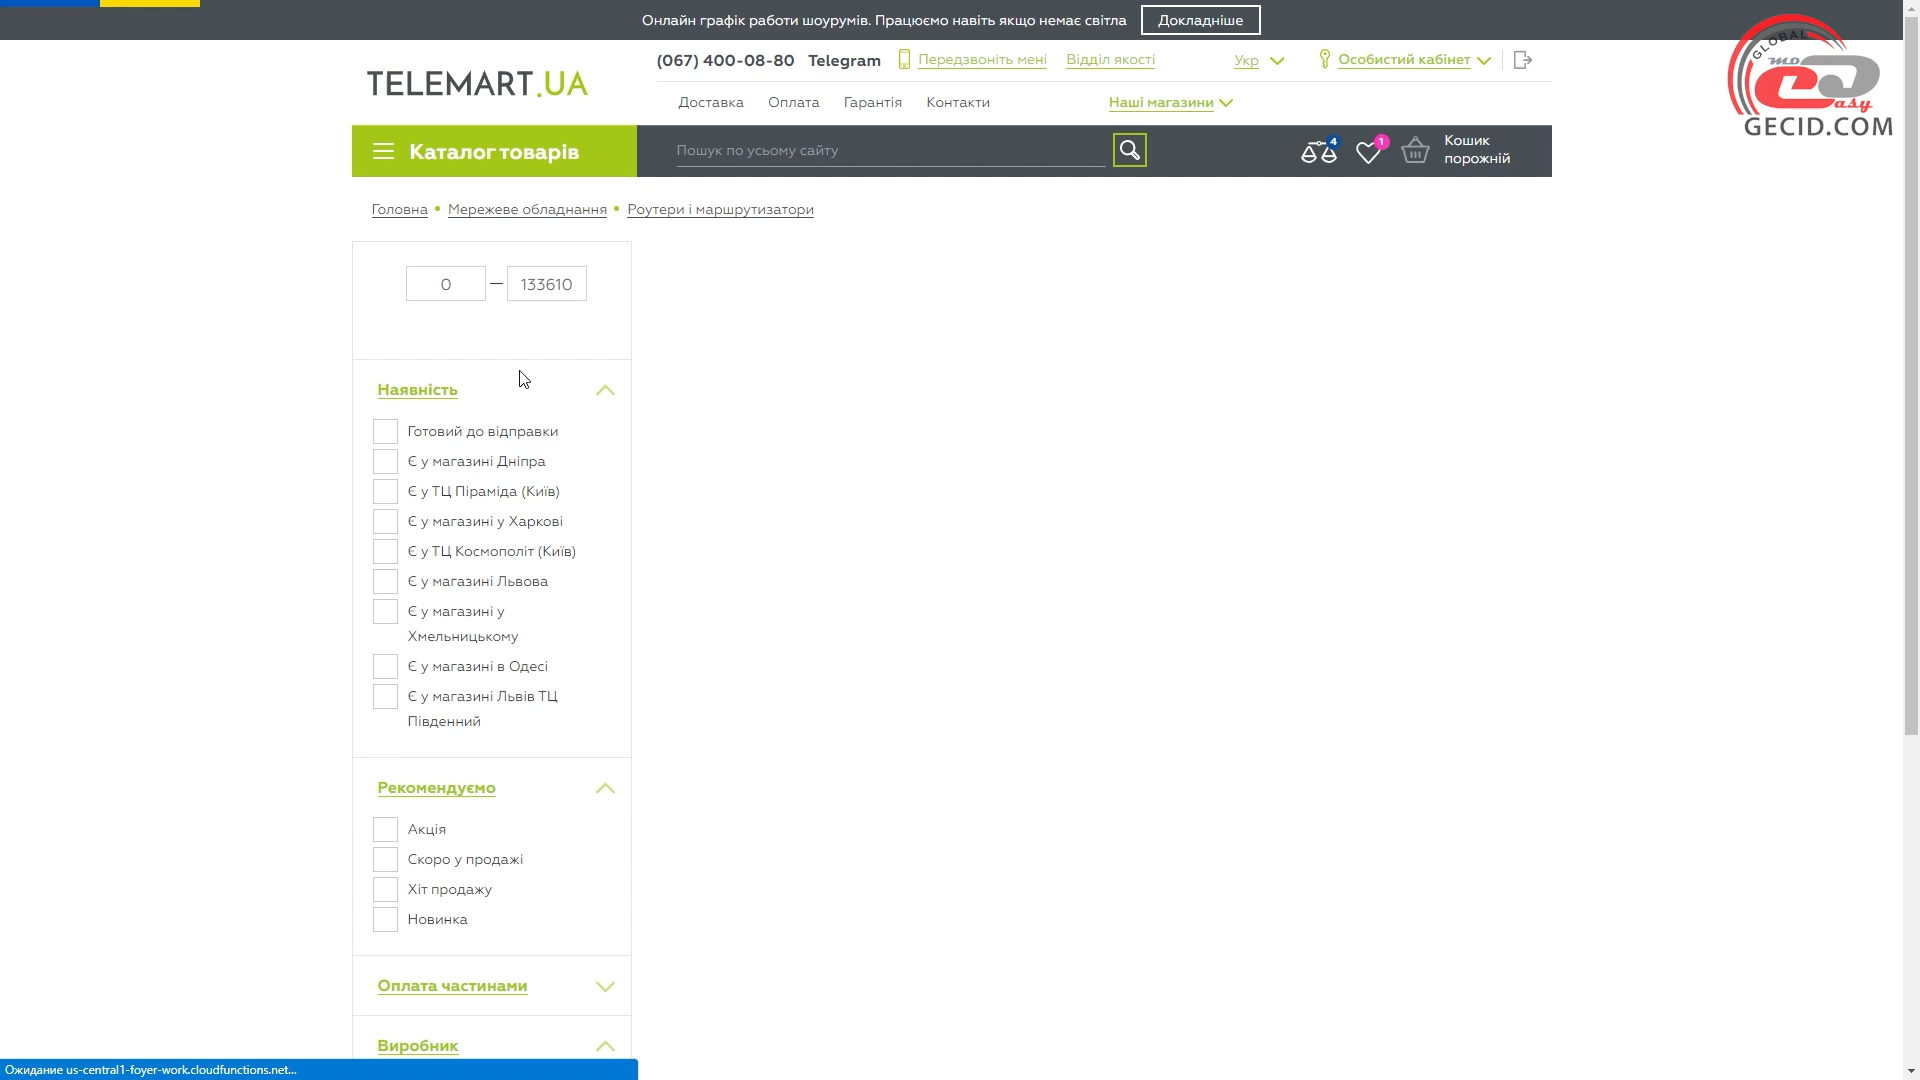 Онлайн графік работи шоурумів. Працюємо навіть якщо немає світла Докладніше
(067) 400-08-80 Telegram Передзвоніть мені Відділ якості Укр Особистий кабінет
TELEMART.UA
Доставка Оплата Гарантія Контакти Наші магазини
GLOBAL
mo
easy
GECID.COM
Каталог товарів Пошук по усьому сайту 4 1 Кошик
порожній
Головна • Мережеве обладнання • Роутери і маршрутизатори
0 — 133610
Наявність
Готовий до відправки
Є у магазині Дніпра
Є у ТЦ Піраміда (Київ)
Є у магазині у Харкові
Є у ТЦ Космополіт (Київ)
Є у магазині Львова
Є у магазині у
Хмельницькому
Є у магазині в Одесі
Є у магазині Львів ТЦ
Південний
Рекомендуємо
Акція
Скоро у продажі
Хіт продажу
Новинка
Оплата частинами
Виробник
Ожидание us-central1-foyer-work.cloudfunctions.net...